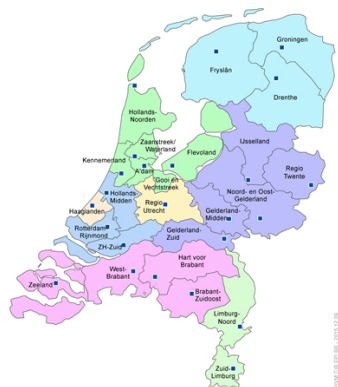 Groningen
Fryslân
Drenthe
Hollands-
Noorden
Zaanstreek/
Waterland
IJsselland
Kennemerland
Flevoland
A'dam
Gooi en
Vechtstreek
Regio
Twente
Hollands-
Midden
Regio
Utrecht
Noord- en Oost-
Gelderland
Haaglanden
Gelderland
Midden
Rotterdam
Rijnmond
Gelderland-
Zuid
ZH-Zuid
Hart voor
Brabant
West-
Brabant
Zeeland
Brabant-
Zuidoost
Limburg-
Noord
Zuid-
Limburg